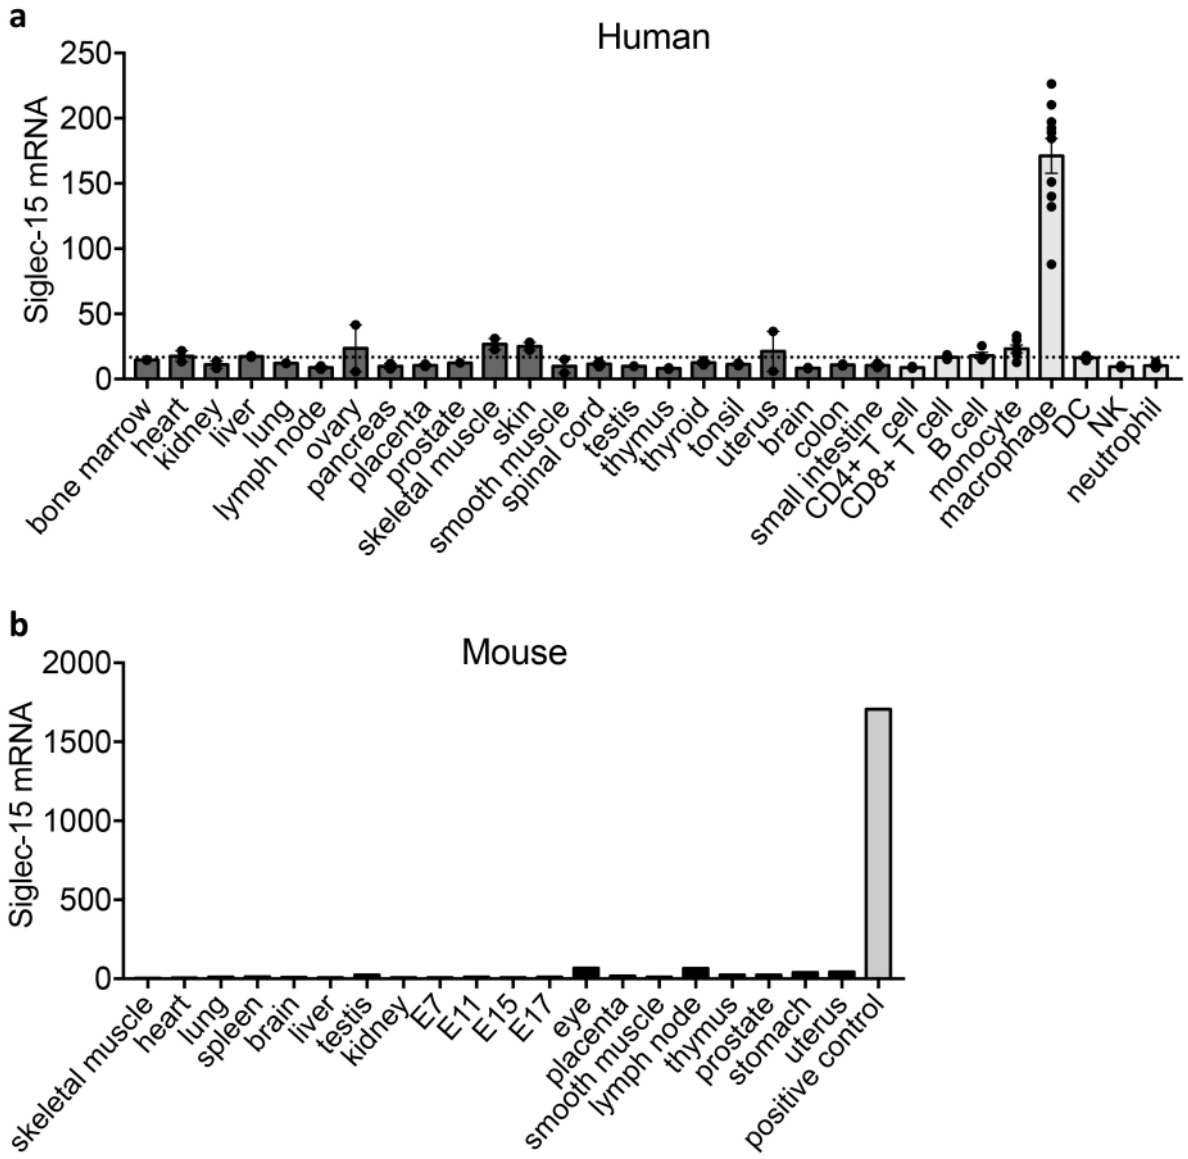 a
Human
Siglec-15 mRNA
250
200
150
100
50
0
bone marrow
heart
kidney
liver
lung
lymph node
ovary
pancreas
placenta
prostate
skeletal muscle
skin
smooth muscle
spinal cord
testis
thymus
thyroid
tonsil
uterus
brain
colon
small intestine
CD4+ T cell
CD8+ T cell
B cell
monocyte
macrophage
DC
NK
neutrophil
b
Mouse
Siglec-15 mRNA
2000
1500
1000
500
0
skeletal muscle
heart
lung
spleen
brain
liver
testis
kidney
E7
E11
E15
E17
eye
placenta
smooth muscle
lymph node
thymus
prostate
stomach
uterus
positive control